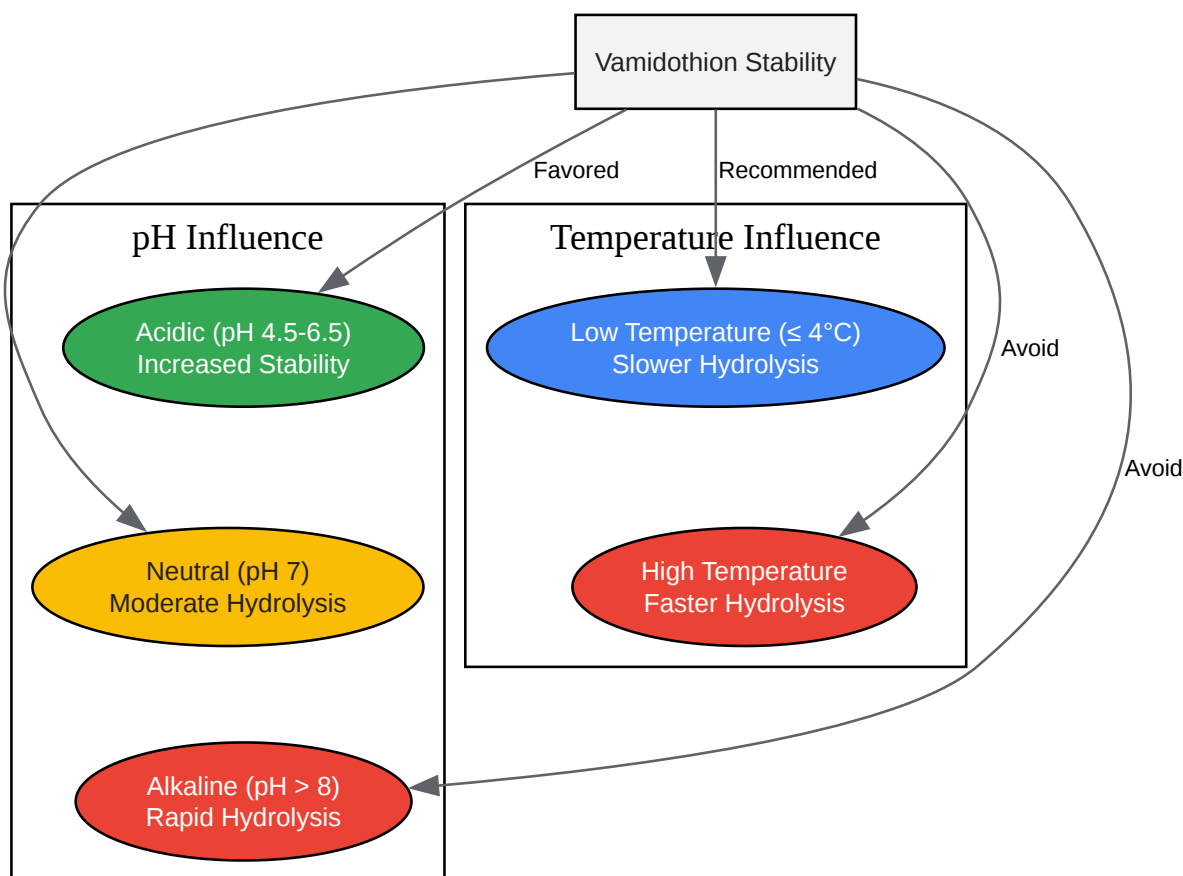 Vamidothion Stability
Favored
Recommended
pH Influence
Temperature Influence
Acidic (pH 4.5-6.5)
Increased Stability
Low Temperature (≤ 4°C)
Slower Hydrolysis
Avoid
Avoid
Neutral (pH 7)
Moderate Hydrolysis
High Temperature
Faster Hydrolysis
Alkaline (pH > 8)
Rapid Hydrolysis